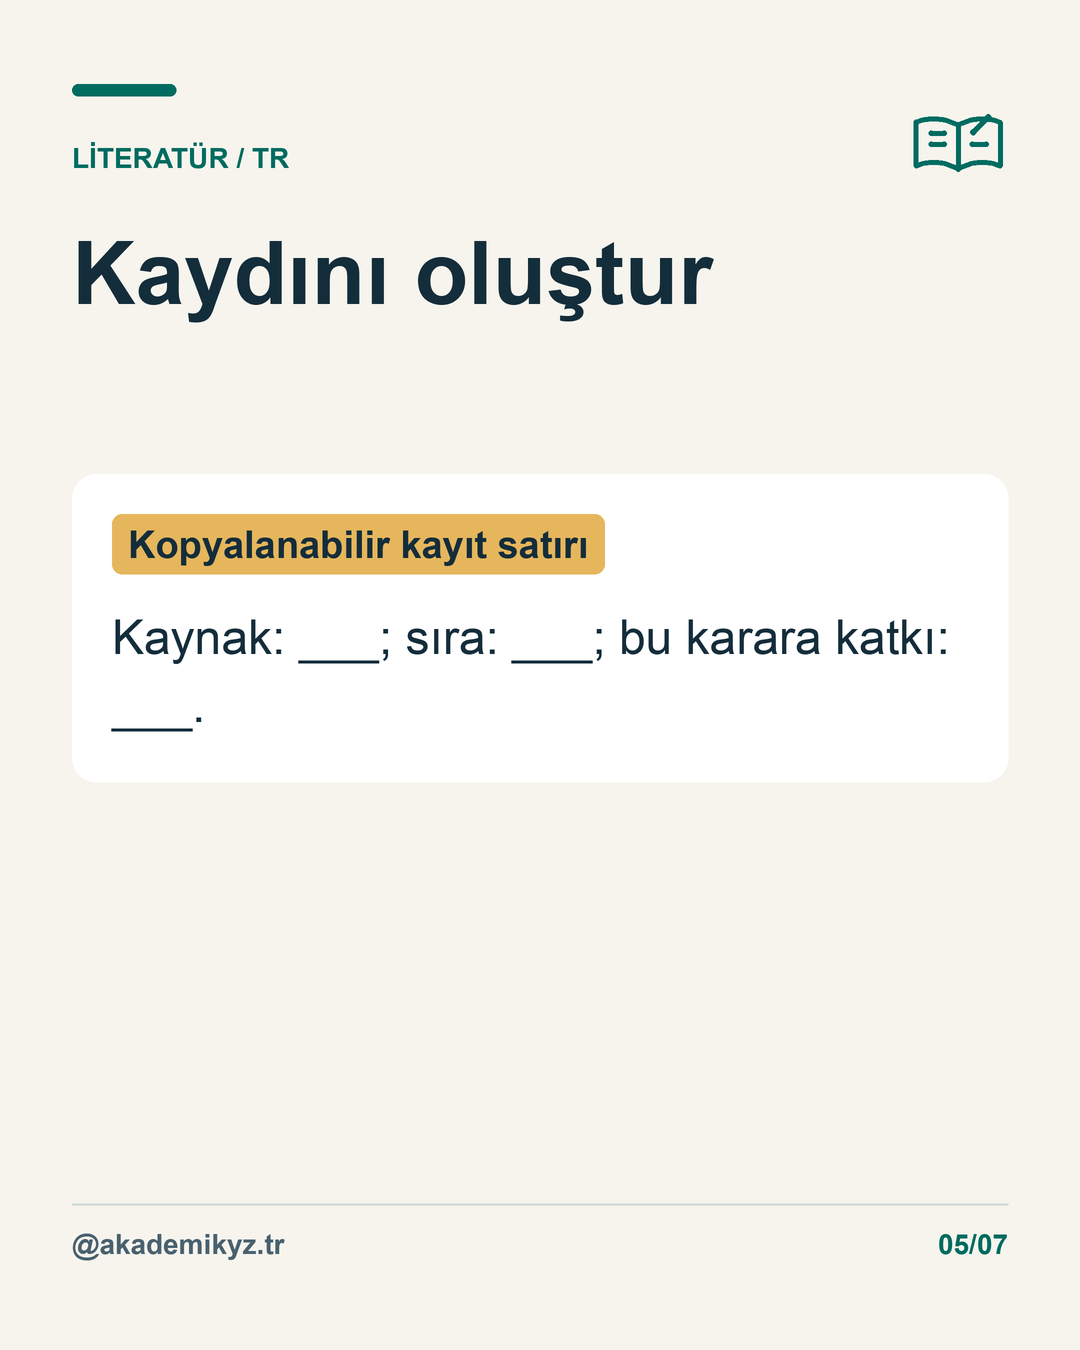 LİTERATÜR / TR
Kaydını oluştur
Kopyalanabilir kayıt satırı
Kaynak: ___; sıra: ___; bu karara katkı:
___.
@akademikyz.tr
05/07